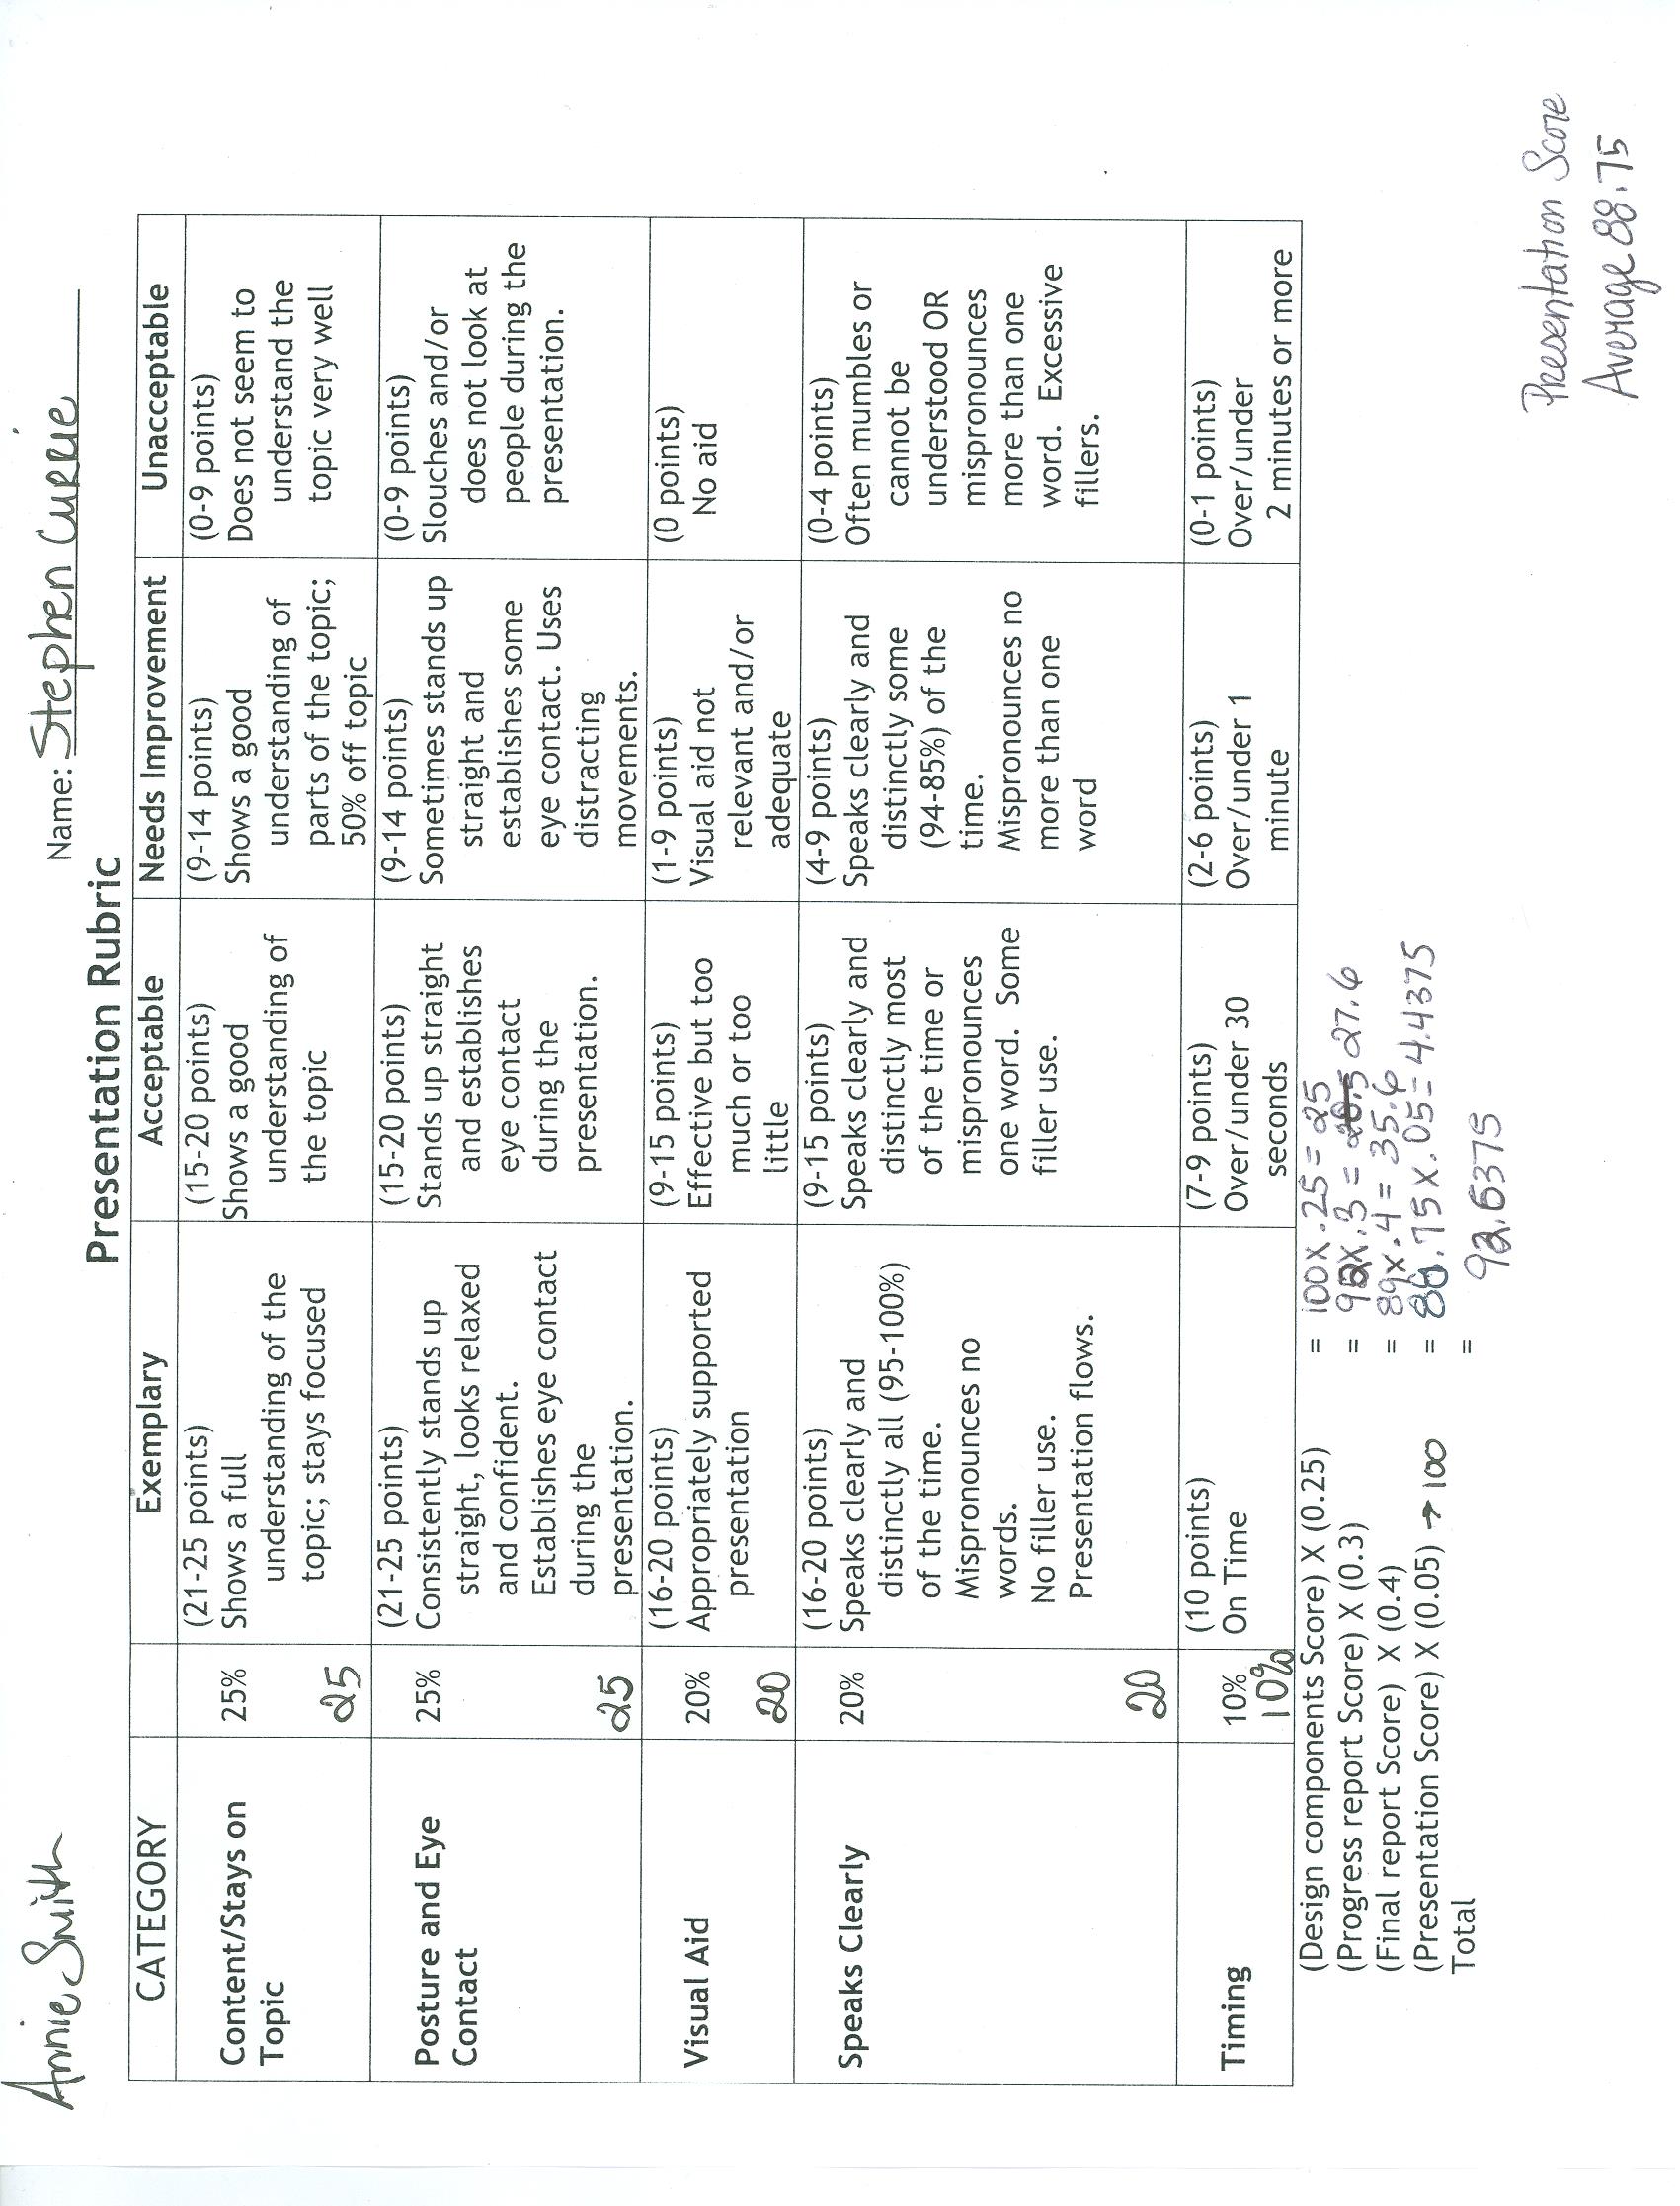 Annie Smith
Name: Stephen Currie
Presentation Rubric
CATEGORY
Exemplary
Acceptable
Needs Improvement
Unacceptable
Content/Stays on
Topic
25%
25
(21-25 points)
Shows a full
understanding of the
topic; stays focused
(15-20 points)
Shows a good
understanding of
the topic
(9-14 points)
Shows a good
understanding of
parts of the topic;
50% off topic
(0-9 points)
Does not seem to
understand the
topic very well
Posture and Eye
Contact
25%
25
(21-25 points)
Consistently stands up
straight, looks relaxed
and confident.
Establishes eye contact
during the
presentation.
(15-20 points)
Stands up straight
and establishes
eye contact
during the
presentation.
(9-14 points)
Sometimes stands up
straight and
establishes some
eye contact. Uses
distracting
movements.
(0-9 points)
Slouches and/or
does not look at
people during the
presentation.
Visual Aid
20%
20
(16-20 points)
Appropriately supported
presentation
(9-15 points)
Effective but too
much or too
little
(1-9 points)
Visual aid not
relevant and/or
adequate
(0 points)
No aid
Speaks Clearly
20%
20
(16-20 points)
Speaks clearly and
distinctly all (95-100%)
of the time.
Mispronounces no
words.
No filler use.
Presentation flows.
(9-15 points)
Speaks clearly and
distinctly most
of the time or
mispronounces
one word. Some
filler use.
(4-9 points)
Speaks clearly and
distinctly some
(94-85%) of the
time.
Mispronounces no
more than one
word
(0-4 points)
Often mumbles or
cannot be
understood OR
mispronounces
more than one
word. Excessive
fillers.
Timing
10%
10%
(10 points)
On Time
(7-9 points)
Over/under 30
seconds
(2-6 points)
Over/under 1
minute
(0-1 points)
Over/under
2 minutes or more
(Design components Score) X (0.25) = 100 x .25 = 25
(Progress report Score) X (0.3) = 92 x .3 = 27.6
(Final report Score) X (0.4) = 89 x .4 = 35.6
(Presentation Score) X (0.05) → 100 = 88.75 x .05 = 4.4375
Total = 92.6375
Presentation Score
Average 88.75